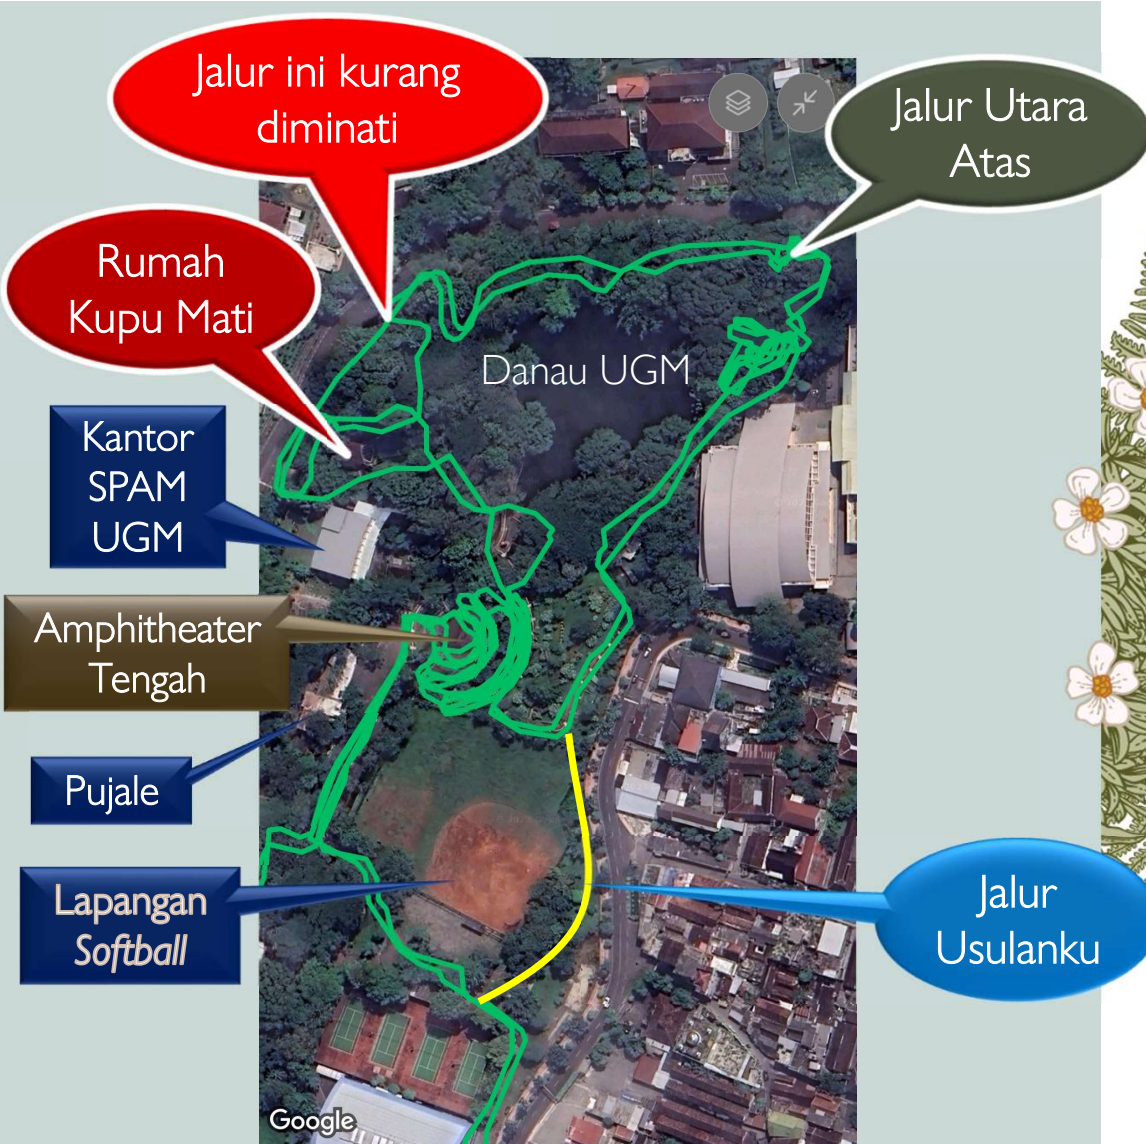 Jalur ini kurang
diminati
Jalur Utara
Atas
Rumah
Kupu Mati
Danau UGM
Kantor
SPAM
UGM
Amphitheater
Tengah
Pujale
Lapangan
Softball
Jalur
Usulanku
Google